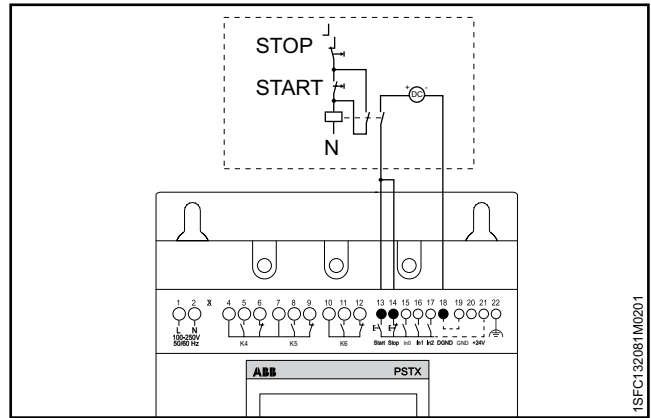 STOP
START
N
+ DC -
1 2 X 4 5 6 7 8 9 10 11 12 13 14 15 16 17 18 19 20 21 22
L N
100-250V
50/60 Hz
K4 K5 K6
Start Stop In0 In1 In2 DGND GND +24V
ABB PSTX
1SFC132081M0201